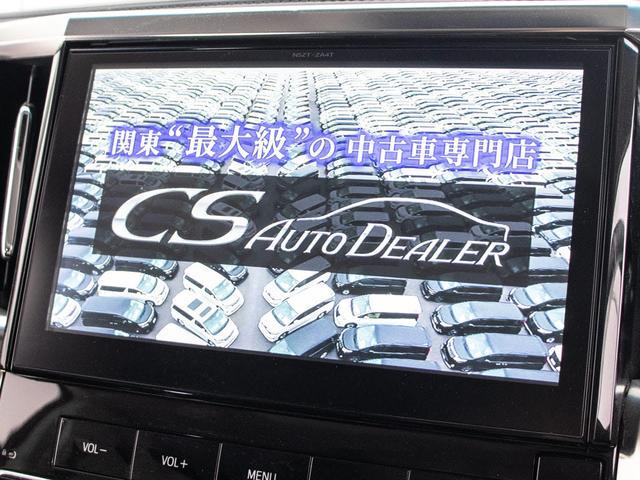 NSZT-ZA4T
関東“最大級”の 中古車専門店
CS AUTO DEALER
VOL−
VOL+
MENU